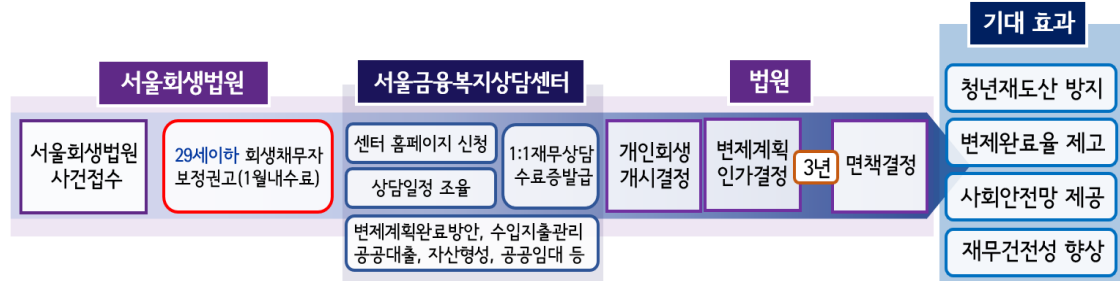 기대 효과
서울회생법원
서울금융복지상담센터
법원
서울회생법원
사건접수
29세이하 회생채무자
보정권고(1월내수료)
센터 홈페이지 신청
상담일정 조율
1:1재무상담
수료증발급
변제계획완료방안, 수입지출관리
공공대출, 자산형성, 공공임대 등
개인회생
개시결정
변제계획
인가결정
3년
면책결정
청년재도산 방지
변제완료율 제고
사회안전망 제공
재무건전성 향상